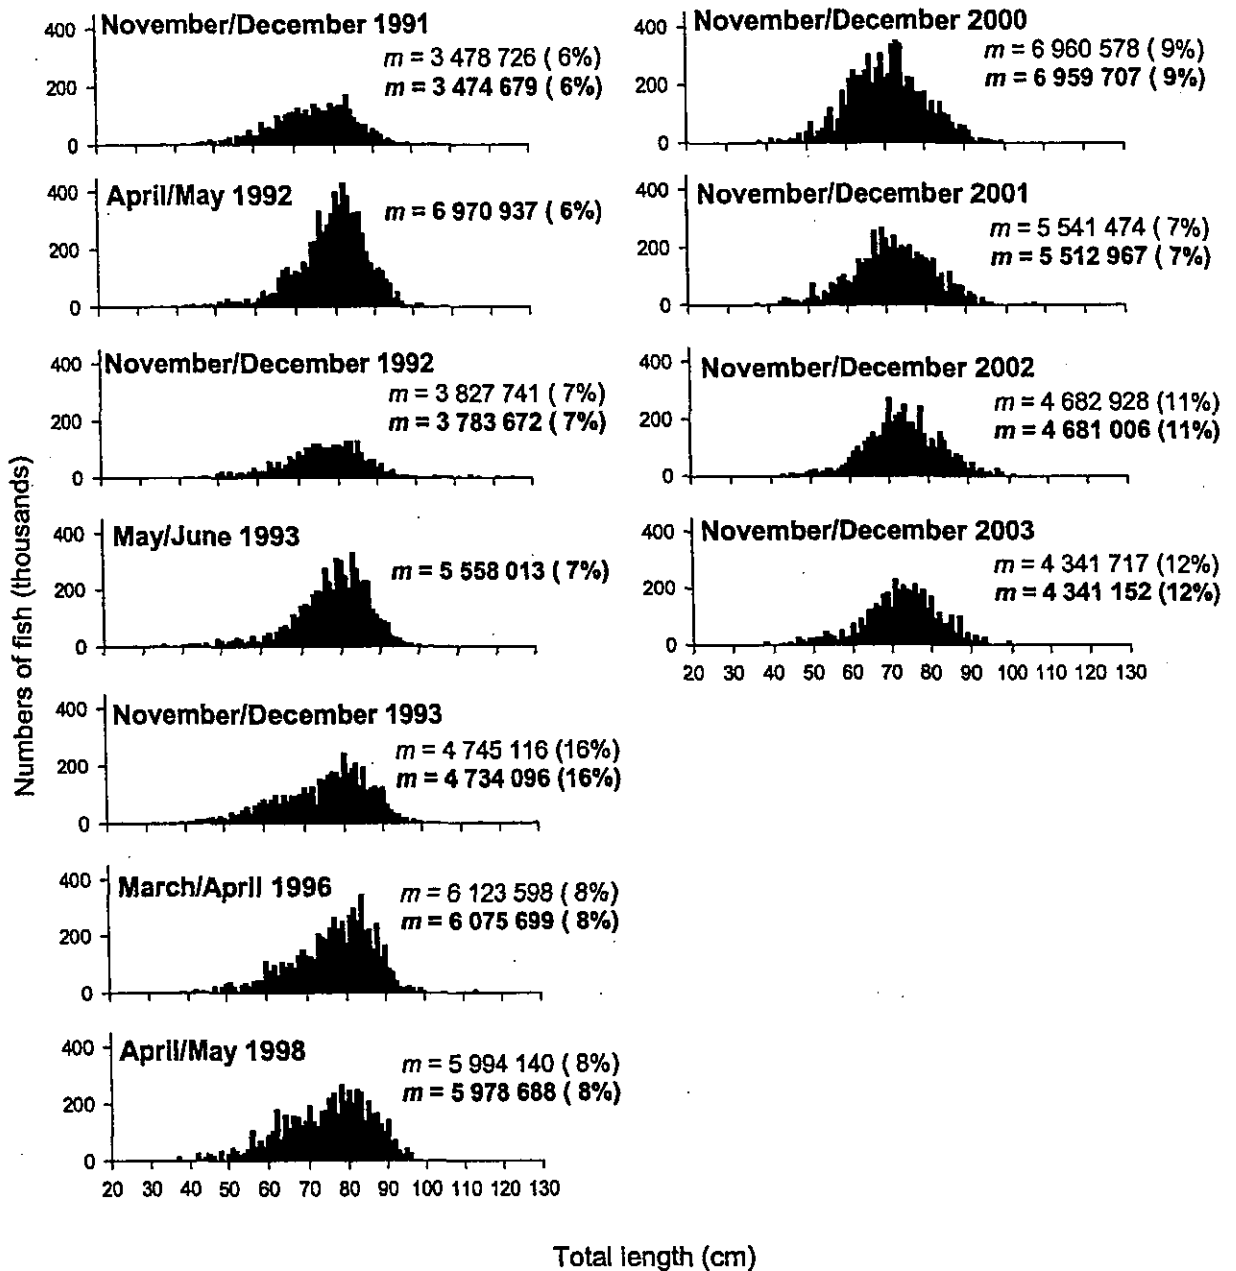 Numbers of fish (thousands)
November/December 1991
m = 3 478 726 ( 6%)
m = 3 474 679 ( 6%)
400
200
0
April/May 1992
m = 6 970 937 ( 6%)
400
200
0
November/December 1992
m = 3 827 741 ( 7%)
m = 3 783 672 ( 7%)
400
200
0
May/June 1993
m = 5 558 013 ( 7%)
400
200
0
November/December 1993
m = 4 745 116 (16%)
m = 4 734 096 (16%)
400
200
0
March/April 1996
m = 6 123 598 ( 8%)
m = 6 075 699 ( 8%)
400
200
0
April/May 1998
m = 5 994 140 ( 8%)
m = 5 978 688 ( 8%)
400
200
0
20 30 40 50 60 70 80 90 100 110 120 130
November/December 2000
m = 6 960 578 ( 9%)
m = 6 959 707 ( 9%)
400
200
0
November/December 2001
m = 5 541 474 ( 7%)
m = 5 512 967 ( 7%)
400
200
0
November/December 2002
m = 4 682 928 (11%)
m = 4 681 006 (11%)
400
200
0
November/December 2003
m = 4 341 717 (12%)
m = 4 341 152 (12%)
400
200
0
20 30 40 50 60 70 80 90 100 110 120 130
Total length (cm)